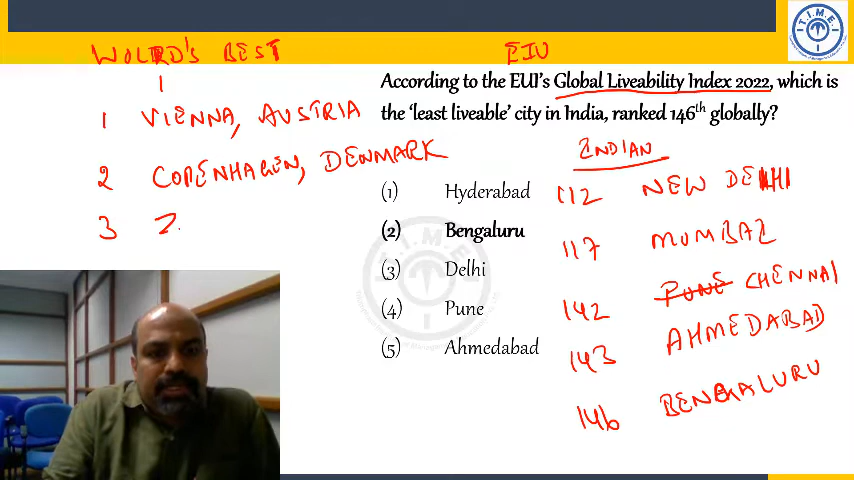 T.I.M.E.
WOLRD'S BEST
EIU
1
According to the EUI's Global Liveability Index 2022, which is
the 'least liveable' city in India, ranked 146th globally?
1 VIENNA, AUSTRIA
2 COPENHAGEN, DENMARK
3 Z
INDIAN
(1) Hyderabad
(2) Bengaluru
(3) Delhi
(4) Pune
(5) Ahmedabad
112 NEW DELHI
117 MUMBAI
142 PUNE CHENNAI
143 AHMEDABAD
146 BENGALURU